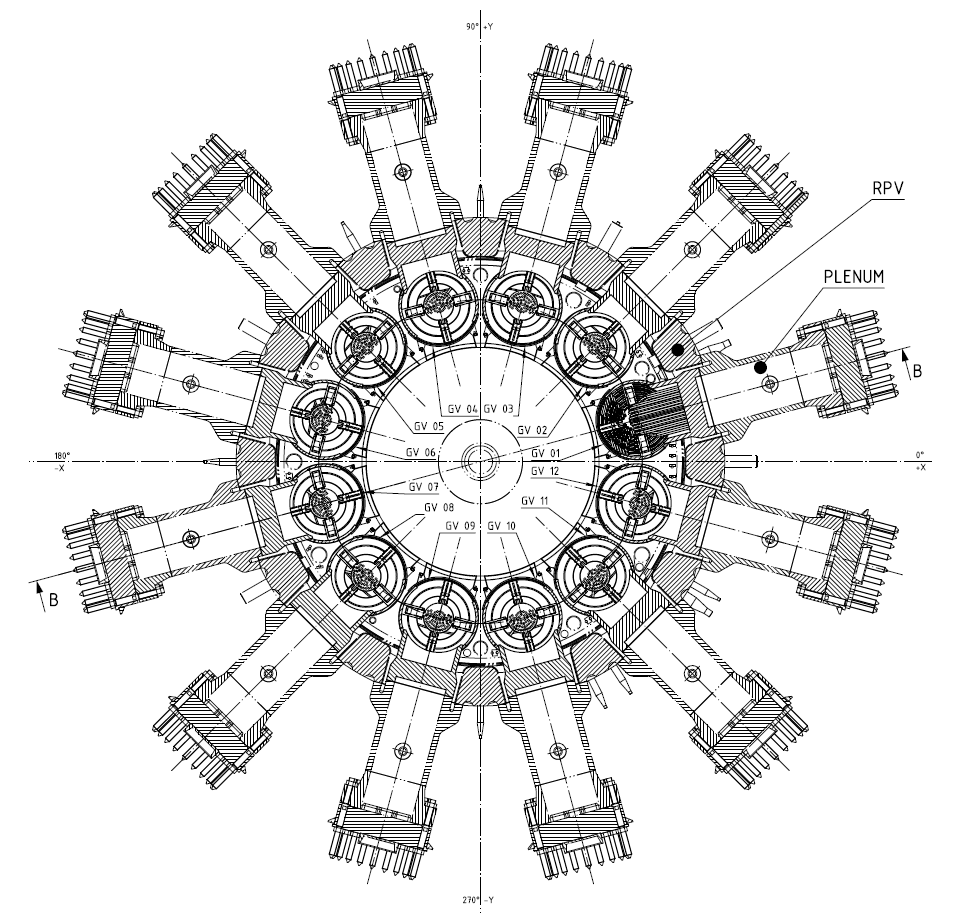 90° +Y
RPV
PLENUM
B
GV 04 GV 03
GV 05
GV 02
GV 06
GV 01
180°
-X
0°
+X
GV 12
GV 07
GV 11
GV 08
GV 09 GV 10
B
270° -Y